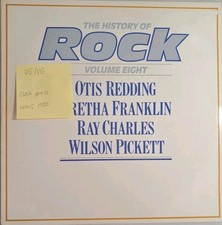 THE HISTORY OF
ROCK
VOLUME EIGHT
OTIS REDDING
RETHA FRANKLIN
RAY CHARLES
WILSON PICKETT